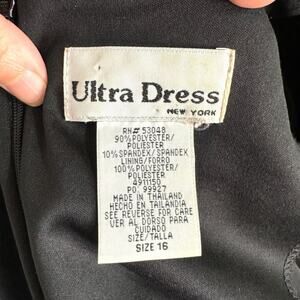 Ultra Dress
NEW YORK
RN# 53048
90%POLYESTER/
POLIESTER
10%SPANDEX/SPANDEX
LINING/FORRO
100%POLYESTER/
POLIESTER
4911150
PO: 99927
MADE IN THAILAND
HECHO EN TAILANDIA
SEE REVERSE FOR CARE
VER AL DORSO PARA
CUIDADO
SIZE/TALLA
SIZE 16